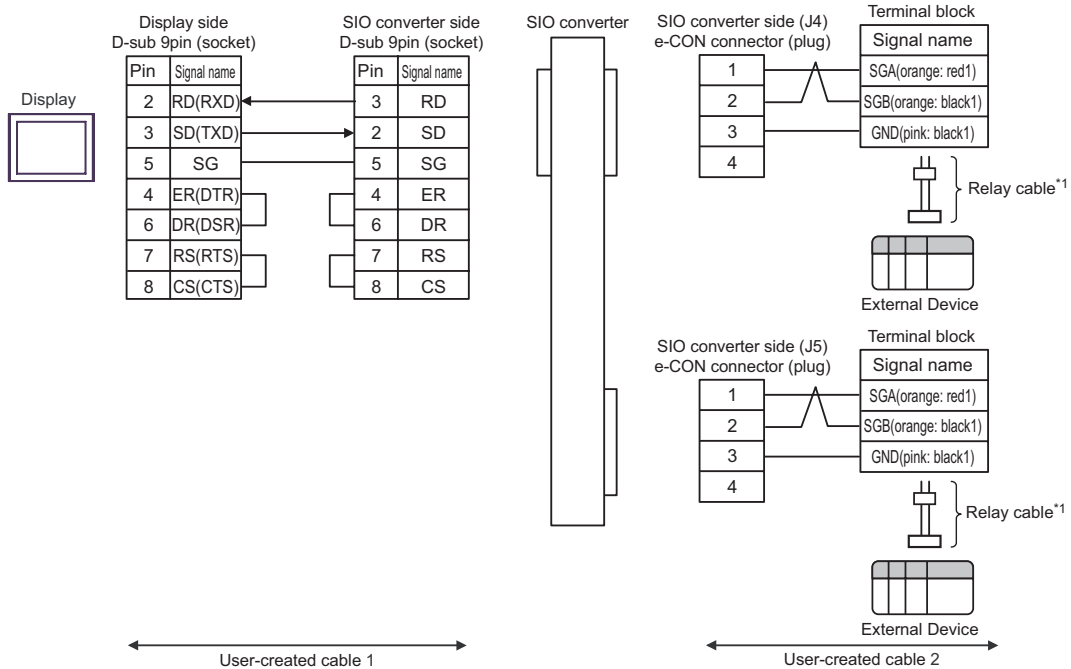 Display
Display side
D-sub 9pin (socket)
Pin Signal name
2 RD(RXD)
3 SD(TXD)
5 SG
4 ER(DTR)
6 DR(DSR)
7 RS(RTS)
8 CS(CTS)
SIO converter side
D-sub 9pin (socket)
Pin Signal name
3 RD
2 SD
5 SG
4 ER
6 DR
7 RS
8 CS
SIO converter
SIO converter side (J4)
e-CON connector (plug)
1
2
3
4
Terminal block
Signal name
SGA(orange: red1)
SGB(orange: black1)
GND(pink: black1)
Relay cable*1
External Device
SIO converter side (J5)
e-CON connector (plug)
1
2
3
4
Terminal block
Signal name
SGA(orange: red1)
SGB(orange: black1)
GND(pink: black1)
Relay cable*1
External Device
User-created cable 1
User-created cable 2